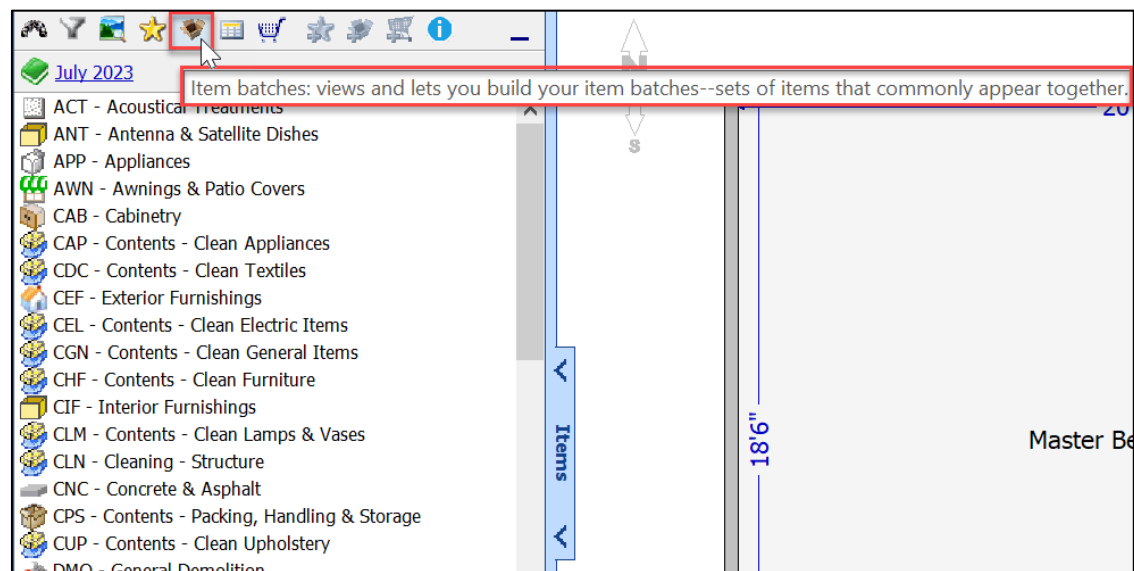 N
July 2023
Item batches: views and lets you build your item batches--sets of items that commonly appear together.
ACT - Acoustical Treatments
20
ANT - Antenna & Satellite Dishes
S
APP - Appliances
AWN - Awnings & Patio Covers
CAB - Cabinetry
CAP - Contents - Clean Appliances
CDC - Contents - Clean Textiles
CEF - Exterior Furnishings
CEL - Contents - Clean Electric Items
CGN - Contents - Clean General Items
CHF - Contents - Clean Furniture
CIF - Interior Furnishings
CLM - Contents - Clean Lamps & Vases
CLN - Cleaning - Structure
CNC - Concrete & Asphalt
CPS - Contents - Packing, Handling & Storage
CUP - Contents - Clean Upholstery
DMO - General Demolition
Items
18'6"
Master Be